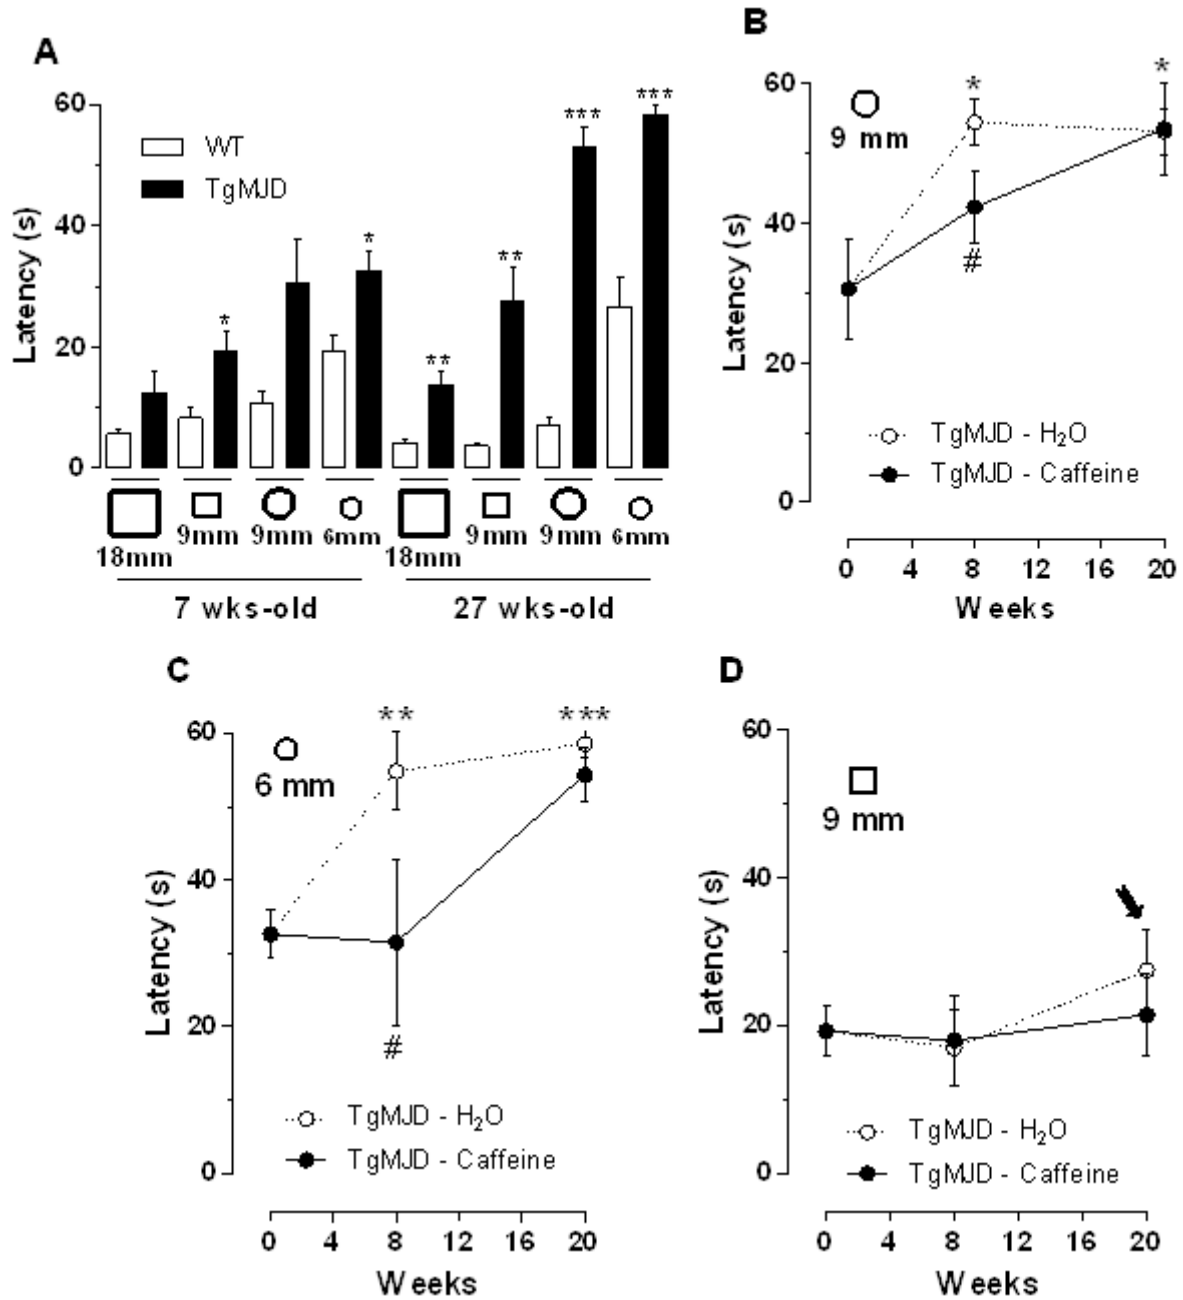 A
60
40
20
0
Latency (s)
WT
TgMJD
* * * ** ** *** ***
18mm 9mm 9mm 6mm 18mm 9mm 9mm 6mm
7 wks-old 27 wks-old
B
60
40
20
0
Latency (s)
9 mm
* *
#
TgMJD - H₂O
TgMJD - Caffeine
0 4 8 12 16 20
Weeks
C
60
40
20
0
Latency (s)
6 mm
** ***
#
TgMJD - H₂O
TgMJD - Caffeine
0 4 8 12 16 20
Weeks
D
60
40
20
0
Latency (s)
9 mm
TgMJD - H₂O
TgMJD - Caffeine
0 4 8 12 16 20
Weeks